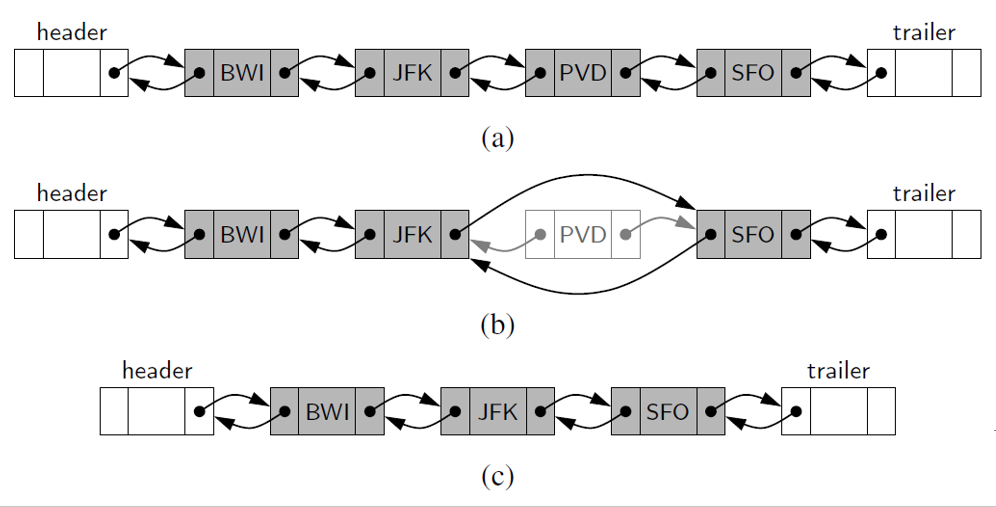 header trailer
BWI JFK PVD SFO
(a)
header trailer
BWI JFK PVD SFO
(b)
header trailer
BWI JFK SFO
(c)